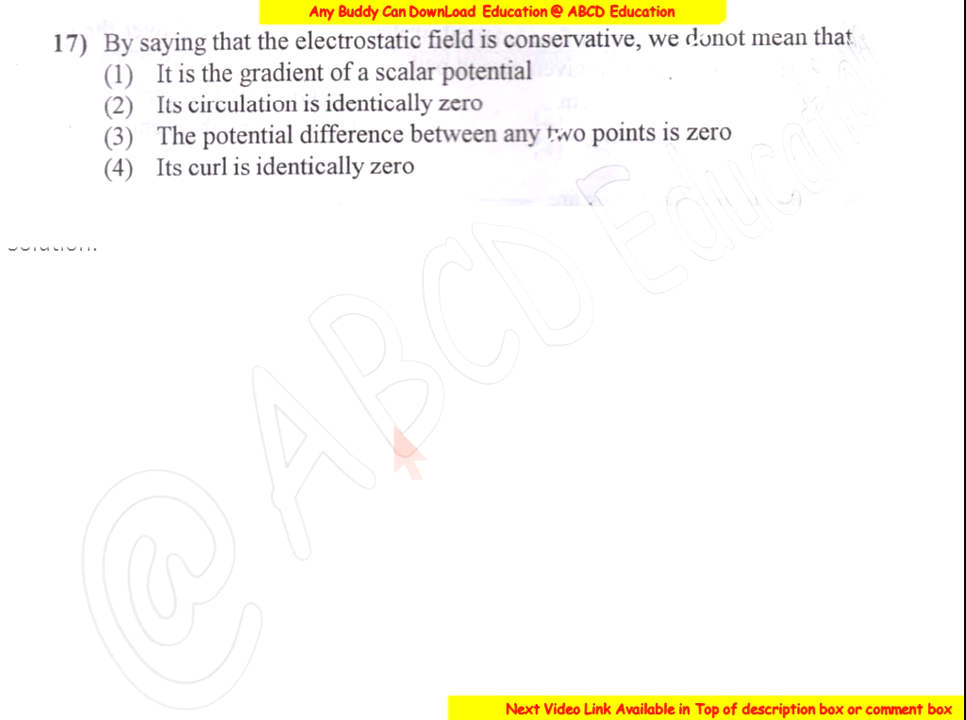 Any Buddy Can DownLoad Education @ ABCD Education
17) By saying that the electrostatic field is conservative, we donot mean that
(1) It is the gradient of a scalar potential
(2) Its circulation is identically zero
(3) The potential difference between any two points is zero
(4) Its curl is identically zero
@ ABCD Education
Next Video Link Available in Top of description box or comment box